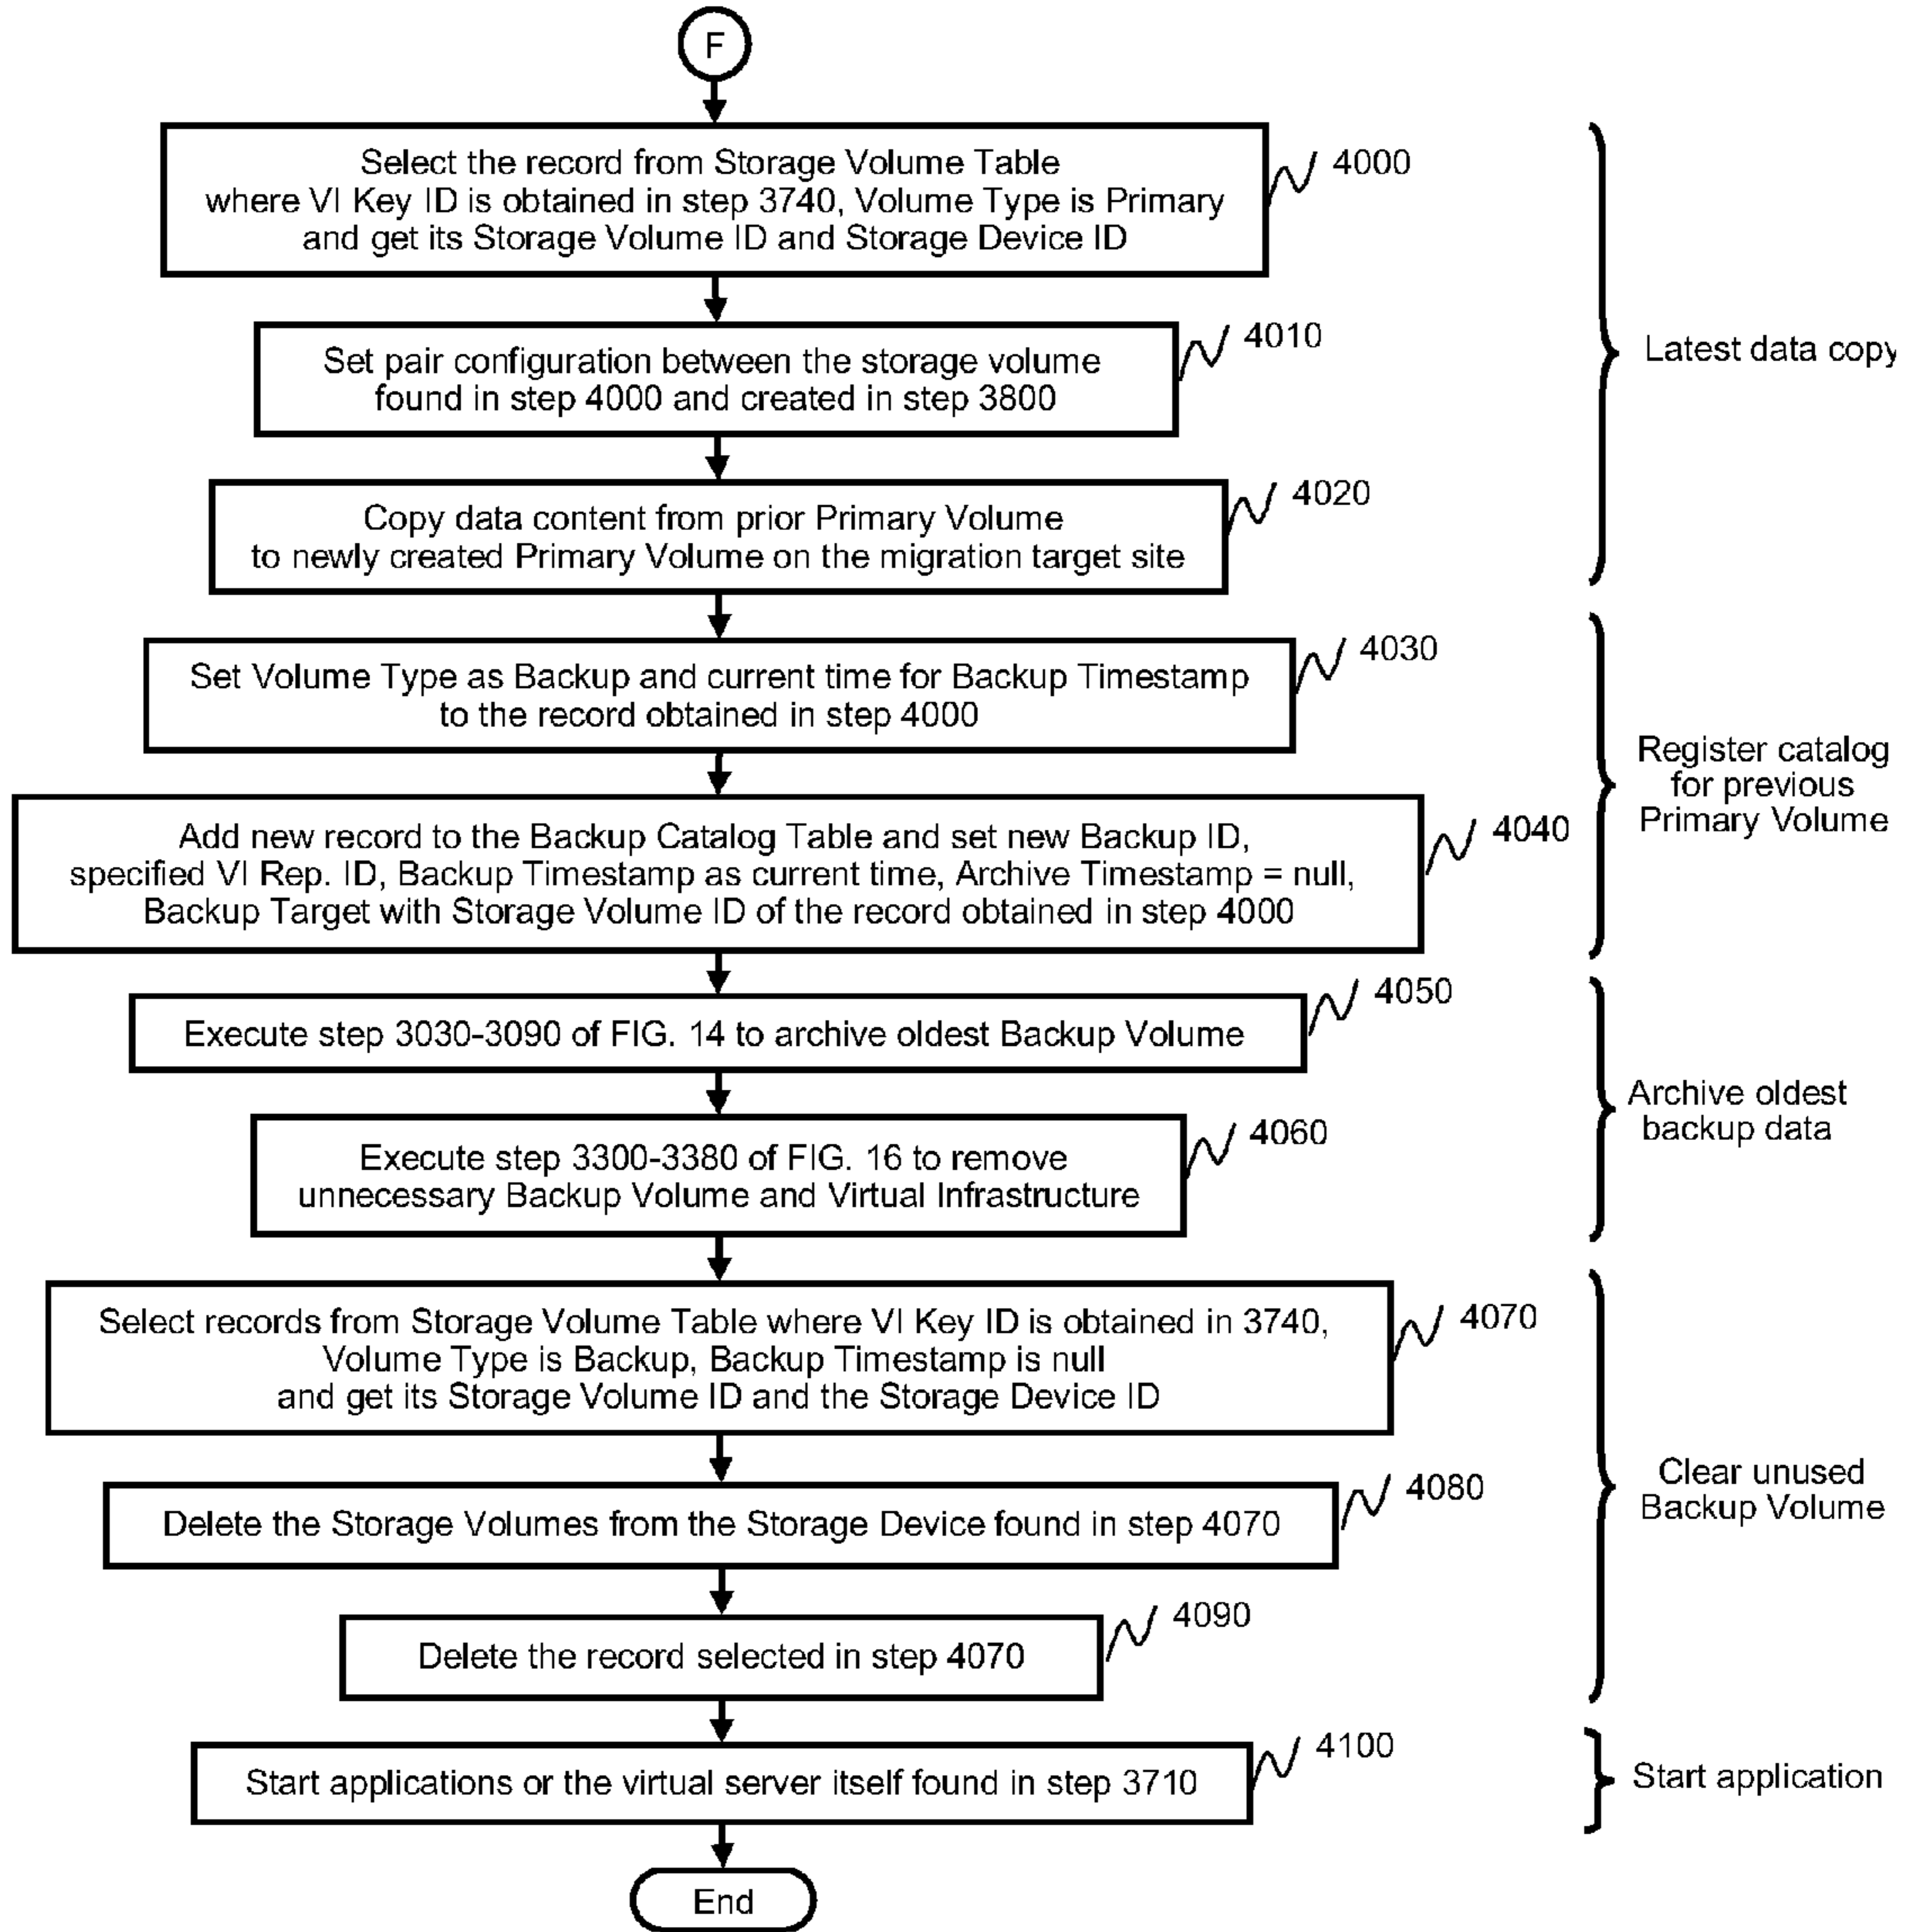 F
Select the record from Storage Volume Table
where VI Key ID is obtained in step 3740, Volume Type is Primary
and get its Storage Volume ID and Storage Device ID
4000
Set pair configuration between the storage volume
found in step 4000 and created in step 3800
4010
Copy data content from prior Primary Volume
to newly created Primary Volume on the migration target site
4020
Latest data copy
Set Volume Type as Backup and current time for Backup Timestamp
to the record obtained in step 4000
4030
Add new record to the Backup Catalog Table and set new Backup ID,
specified VI Rep. ID, Backup Timestamp as current time, Archive Timestamp = null,
Backup Target with Storage Volume ID of the record obtained in step 4000
4040
Register catalog
for previous
Primary Volume
Execute step 3030-3090 of FIG. 14 to archive oldest Backup Volume
4050
Execute step 3300-3380 of FIG. 16 to remove
unnecessary Backup Volume and Virtual Infrastructure
4060
Archive oldest
backup data
Select records from Storage Volume Table where VI Key ID is obtained in 3740,
Volume Type is Backup, Backup Timestamp is null
and get its Storage Volume ID and the Storage Device ID
4070
Delete the Storage Volumes from the Storage Device found in step 4070
4080
Delete the record selected in step 4070
4090
Clear unused
Backup Volume
Start applications or the virtual server itself found in step 3710
4100
Start application
End